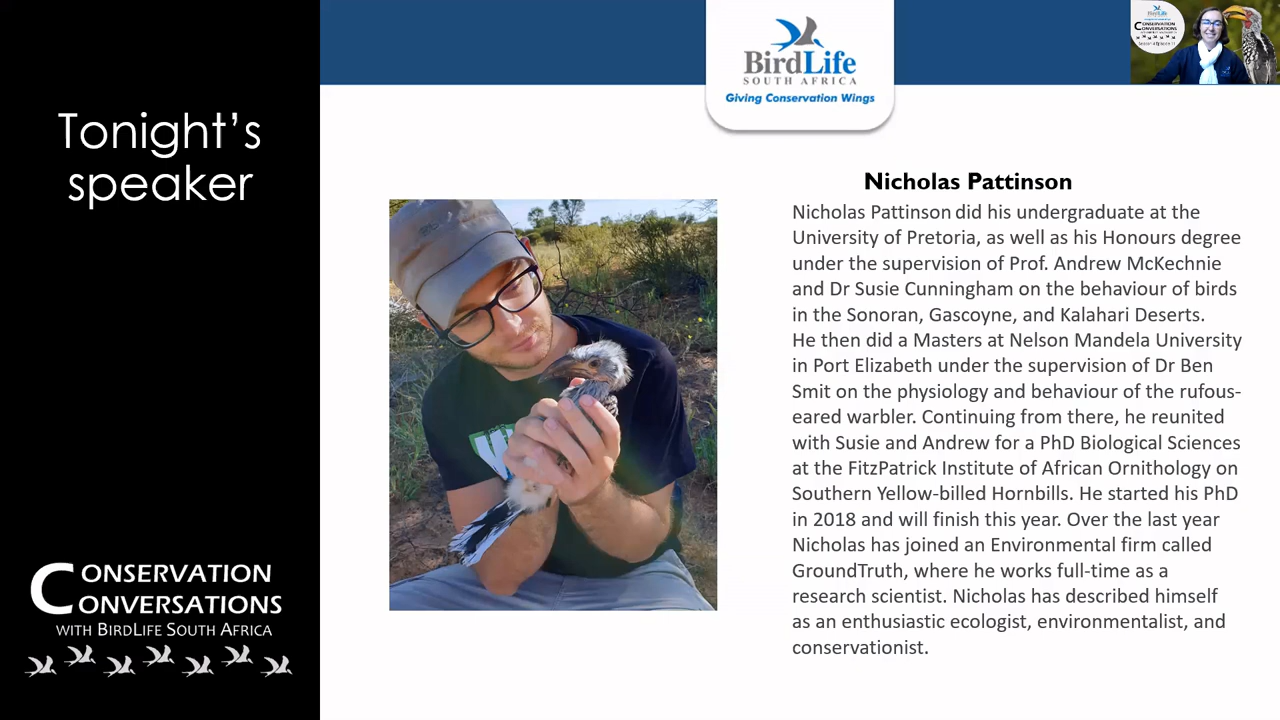 Tonight's
speaker
CONSERVATION
CONVERSATIONS
WITH BIRDLIFE SOUTH AFRICA
BirdLife
SOUTH AFRICA
Giving Conservation Wings
BirdLife
CONSERVATION
CONVERSATIONS
Nicholas Pattinson
Nicholas Pattinson did his undergraduate at the
University of Pretoria, as well as his Honours degree
under the supervision of Prof. Andrew McKechnie
and Dr Susie Cunningham on the behaviour of birds
in the Sonoran, Gascoyne, and Kalahari Deserts.
He then did a Masters at Nelson Mandela University
in Port Elizabeth under the supervision of Dr Ben
Smit on the physiology and behaviour of the rufous-
eared warbler. Continuing from there, he reunited
with Susie and Andrew for a PhD Biological Sciences
at the FitzPatrick Institute of African Ornithology on
Southern Yellow-billed Hornbills. He started his PhD
in 2018 and will finish this year. Over the last year
Nicholas has joined an Environmental firm called
GroundTruth, where he works full-time as a
research scientist. Nicholas has described himself
as an enthusiastic ecologist, environmentalist, and
conservationist.